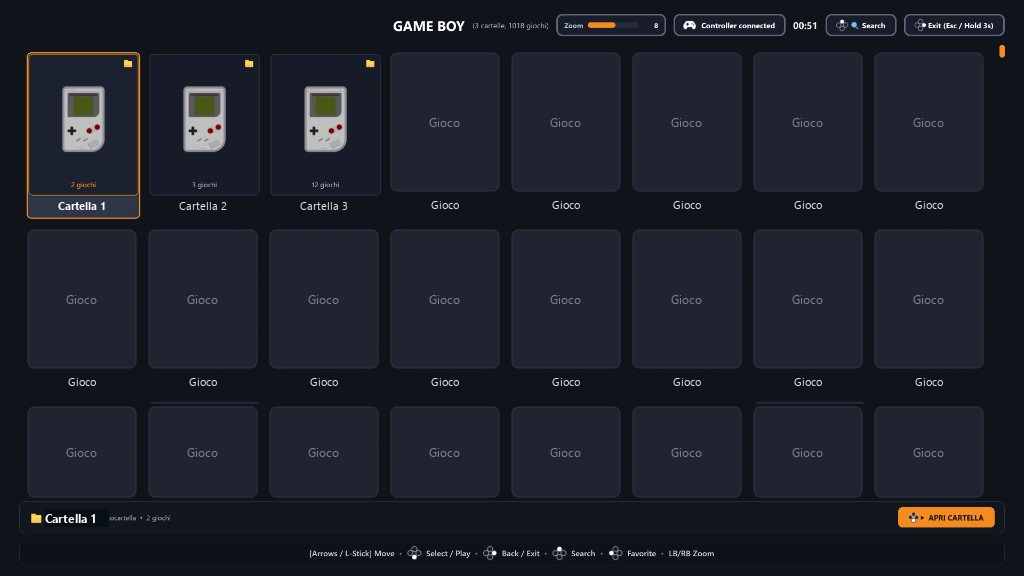 GAME BOY (3 cartelle, 1018 giochi) Zoom 8 Controller connected 00:51 Search Exit (Esc / Hold 3s)
Gioco Gioco Gioco Gioco Gioco
2 giochi 3 giochi 12 giochi
Cartella 1 Cartella 2 Cartella 3 Gioco Gioco Gioco Gioco Gioco
Gioco Gioco Gioco Gioco Gioco Gioco Gioco Gioco
Gioco Gioco Gioco Gioco Gioco Gioco Gioco Gioco
Gioco Gioco Gioco Gioco Gioco Gioco Gioco Gioco
Cartella 1 ocartella • 2 giochi APRI CARTELLA
[Arrows / L-Stick] Move • Select / Play • Back / Exit • Search • Favorite • LB/RB Zoom